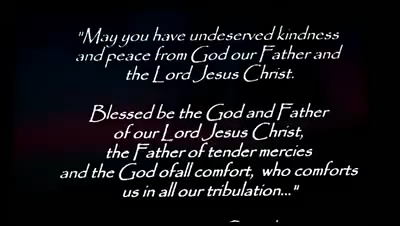 "May you have undeserved kindness
and peace from God our Father and
the Lord Jesus Christ.
Blessed be the God and Father
of our Lord Jesus Christ,
the Father of tender mercies
and the God ofall comfort, who comforts
us in all our tribulation..."